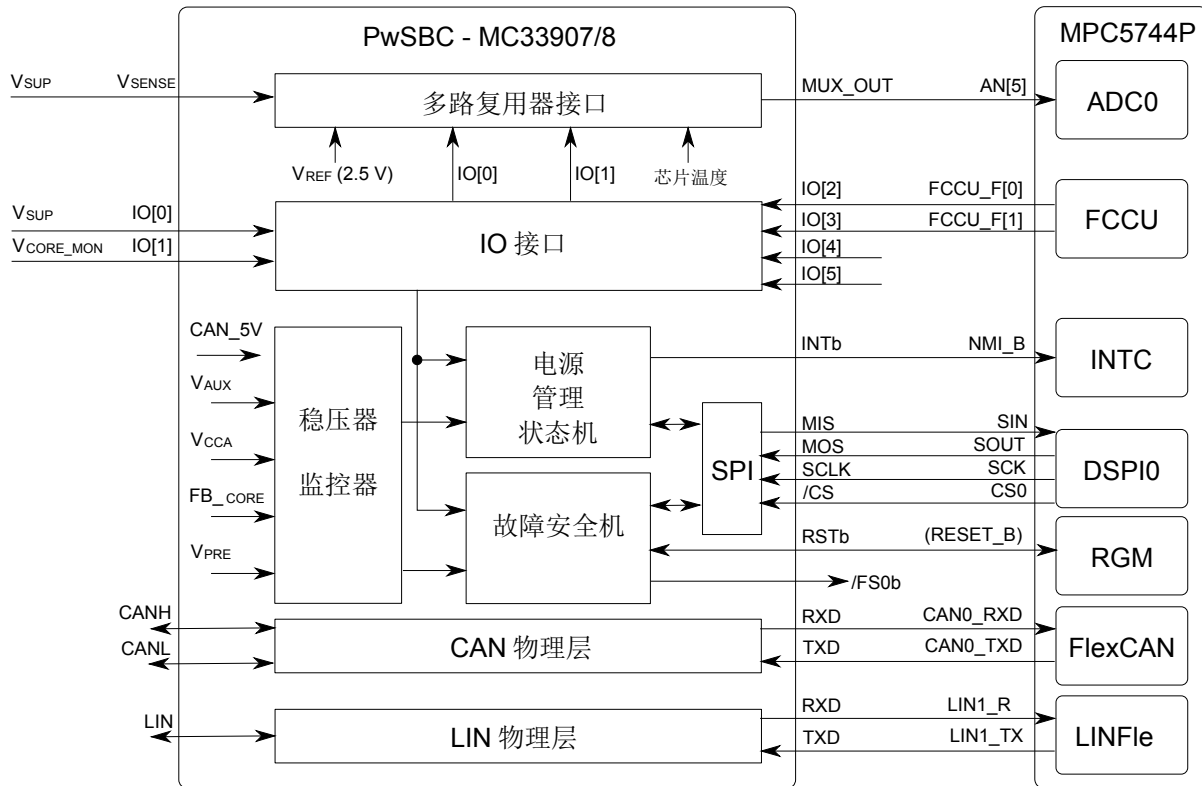 PwSBC - MC33907/8
MPC5744P
VSUP VSENSE
多路复用器接口
MUX_OUT AN[5]
ADC0
VREF (2.5 V)
IO[0]
IO[1]
芯片温度
VSUP IO[0]
VCORE_MON IO[1]
IO 接口
IO[2] FCCU_F[0]
IO[3] FCCU_F[1]
IO[4]
IO[5]
FCCU
CAN_5V
VAUX
VCCA
FB_CORE
VPRE
稳压器
监控器
电源
管理
状态机
INTb NMI_B
INTC
SPI
MIS SIN
MOS SOUT
SCLK SCK
/CS CS0
DSPI0
故障安全机
RSTb (RESET_B)
RGM
/FS0b
CANH
CANL
CAN 物理层
RXD CAN0_RXD
TXD CAN0_TXD
FlexCAN
LIN
LIN 物理层
RXD LIN1_R
TXD LIN1_TX
LINFle